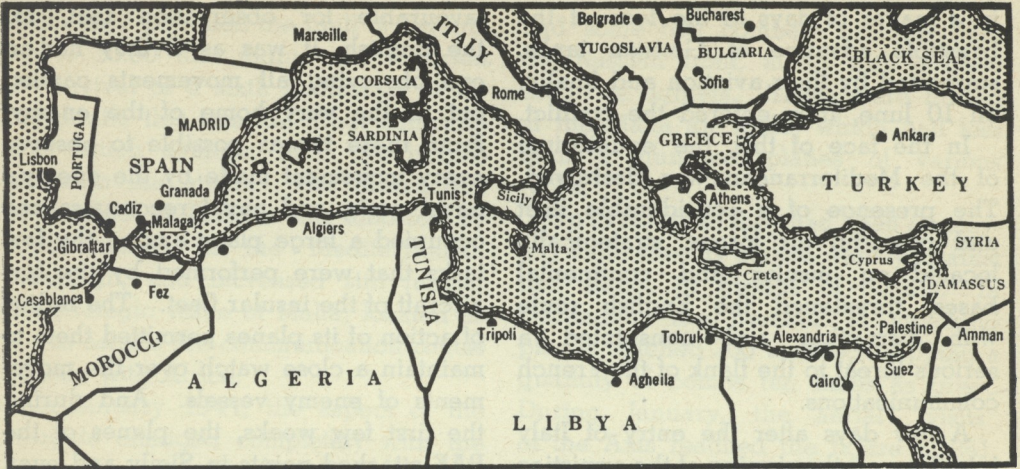 Belgrade
Bucharest
Marseille
ITALY
YUGOSLAVIA
BULGARIA
BLACK SEA
CORSICA
Sofia
Rome
MADRID
SARDINIA
GREECE
Ankara
PORTUGAL
Lisbon
SPAIN
TURKEY
Granada
Tunis
Sicily
Athens
Cadiz
Malaga
Algiers
Gibraltar
Malta
SYRIA
Crete
Cyprus
DAMASCUS
Fez
TUNISIA
Casablanca
Tripoli
Tobruk
Alexandria
Palestine
Amman
MOROCCO
ALGERIA
Agheila
Cairo
Suez
LIBYA